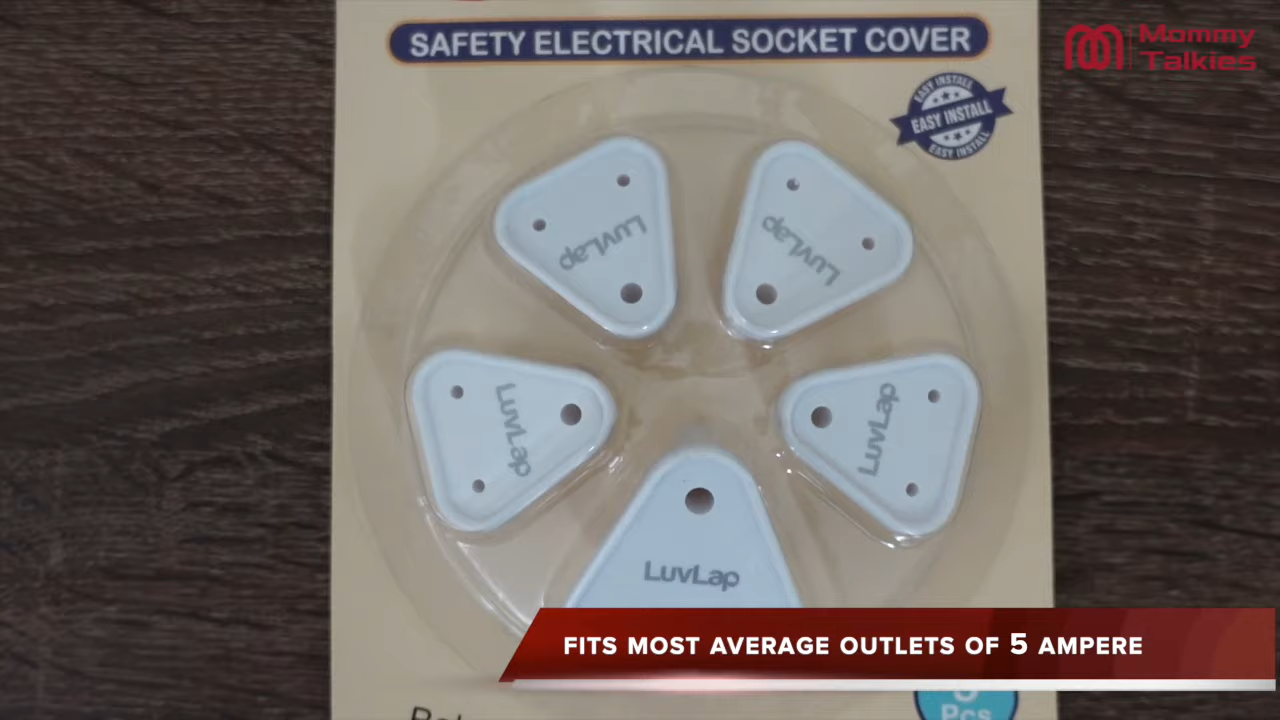 SAFETY ELECTRICAL SOCKET COVER
Mommy
Talkies
EASY INSTALL
EASY INSTALL
EASY INSTALL
LuvLap
LuvLap
LuvLap
LuvLap
LuvLap
FITS MOST AVERAGE OUTLETS OF 5 AMPERE
Pcs